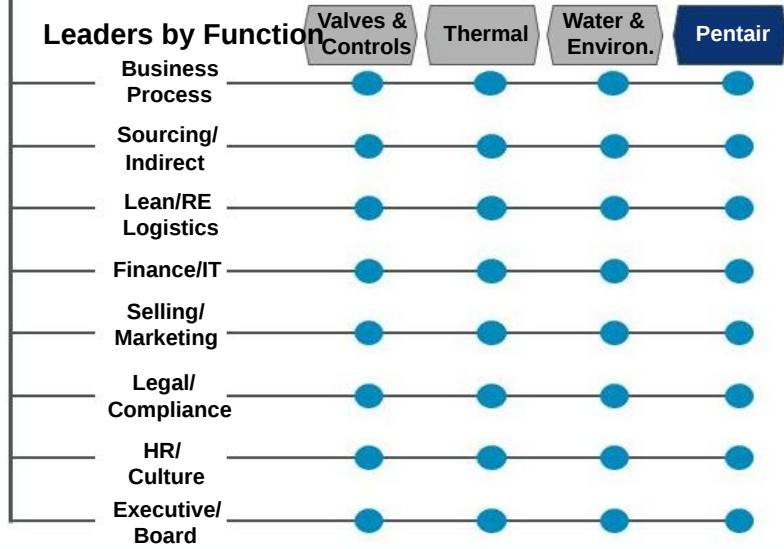 Leaders by Function
Valves &
Controls
Thermal
Water &
Environ.
Pentair
Business
Process
Sourcing/
Indirect
Lean/RE
Logistics
Finance/IT
Selling/
Marketing
Legal/
Compliance
HR/
Culture
Executive/
Board